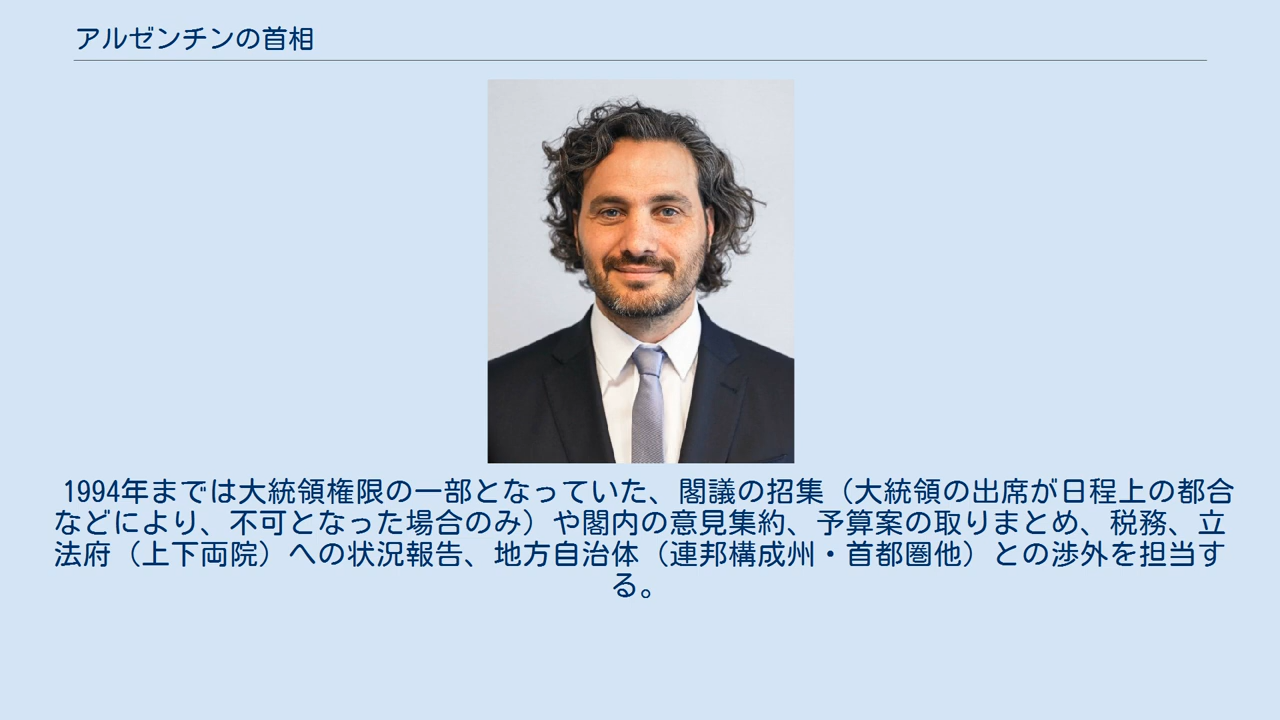 アルゼンチンの首相
1994年までは大統領権限の一部となっていた、閣議の招集（大統領の出席が日程上の都合
などにより、不可となった場合のみ）や閣内の意見集約、予算案の取りまとめ、税務、立
法府（上下両院）への状況報告、地方自治体（連邦構成州・首都圏他）との渉外を担当す
る。